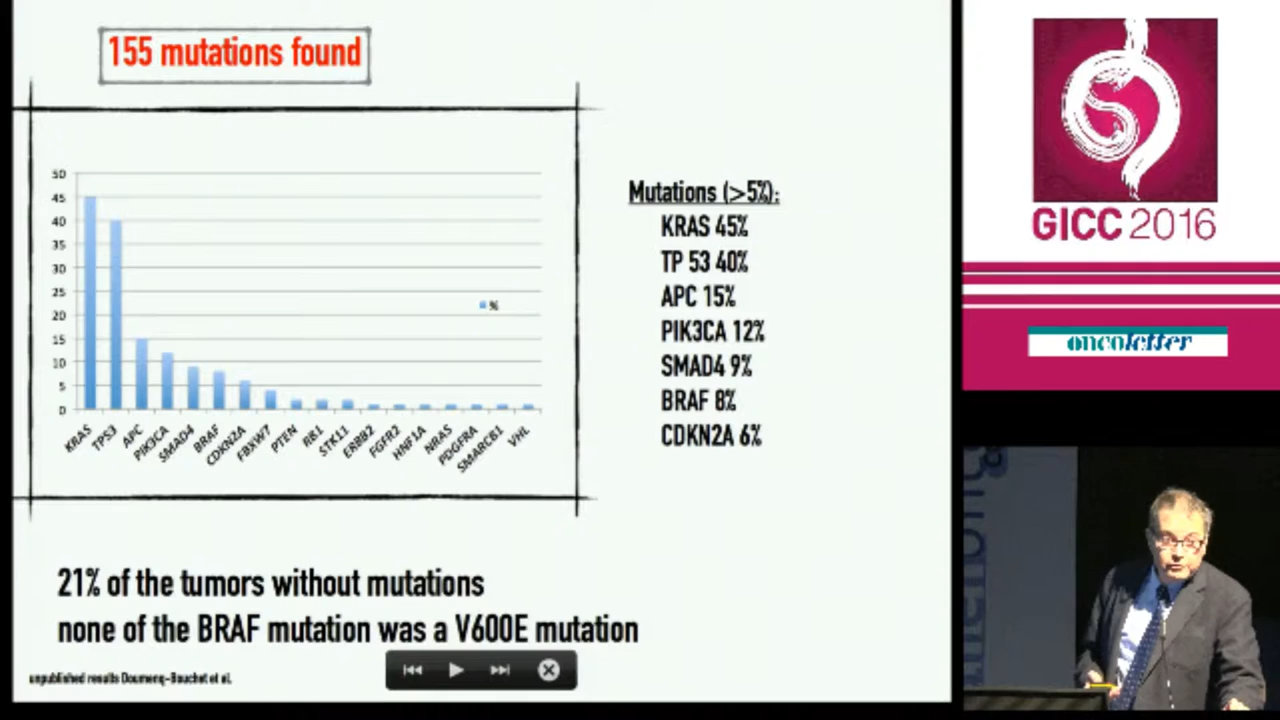 155 mutations found
50
45
40
35
30
25
20
15
10
5
0
%
KRAS
TP53
APC
PIK3CA
SMAD4
BRAF
CDKN2A
FBXW7
PTEN
RB1
STK11
ERBB2
FGFR2
HNF1A
NRAS
PDGFRA
SMARCB1
VHL
Mutations (>5%):
KRAS 45%
TP 53 40%
APC 15%
PIK3CA 12%
SMAD4 9%
BRAF 8%
CDKN2A 6%
21% of the tumors without mutations
none of the BRAF mutation was a V600E mutation
unpublished results Doumenq-Bouchet et al.
GICC 2016
oncoletter